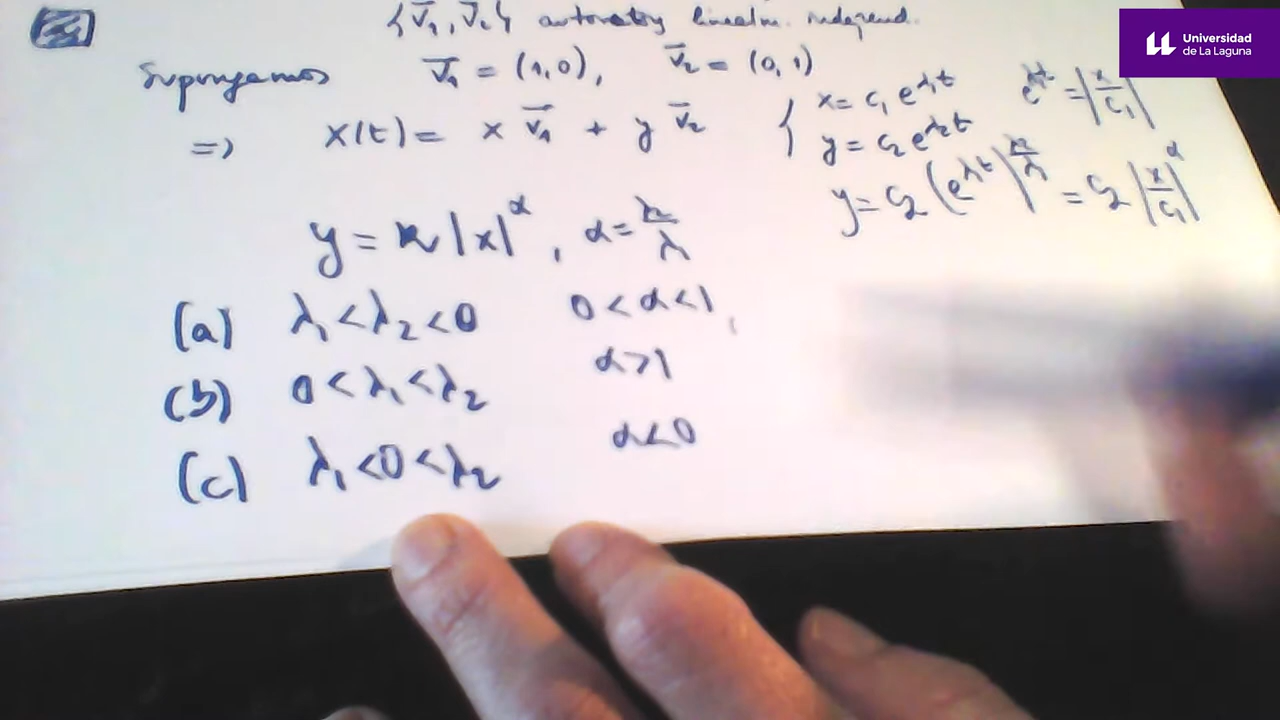 {v̄₁, v̄₂} autovectores linealm. independ.
Supongamos v̄₁ = (1,0), v̄₂ = (0,1)
=> X(t) = x v̄₁ + y v̄₂
{ x = c₁ e^{λ₁t}
y = c₂ e^{λ₂t}
e^{λ₁t} = |x/c₁|
y = c₂ (e^{λ₁t})^{λ₂/λ₁} = c₂ |x/c₁|^α
y = k |x|^α, α = λ₂/λ₁
(a) λ₁ < λ₂ < 0 0 < α < 1,
(b) 0 < λ₁ < λ₂ α > 1
(c) λ₁ < 0 < λ₂ α < 0
Universidad
de La Laguna